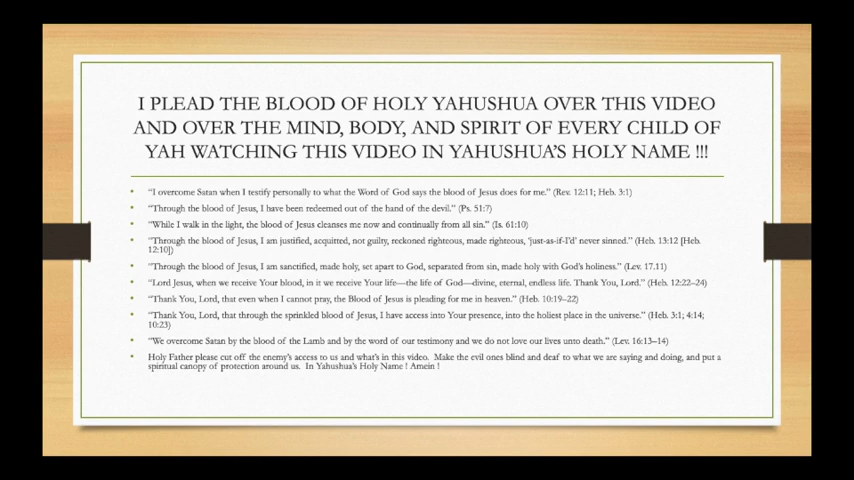 I PLEAD THE BLOOD OF HOLY YAHUSHUA OVER THIS VIDEO
AND OVER THE MIND, BODY, AND SPIRIT OF EVERY CHILD OF
YAH WATCHING THIS VIDEO IN YAHUSHUA'S HOLY NAME !!!
"I overcome Satan when I testify personally to what the Word of God says the blood of Jesus does for me." (Rev. 12:11; Heb. 3:1)
"Through the blood of Jesus, I have been redeemed out of the hand of the devil." (Ps. 51:7)
"While I walk in the light, the blood of Jesus cleanses me now and continually from all sin." (Is. 61:10)
"Through the blood of Jesus, I am justified, acquitted, not guilty, reckoned righteous, made righteous, 'just-as-if-I'd' never sinned." (Heb. 13:12 [Heb.
12:10])
"Through the blood of Jesus, I am sanctified, made holy, set apart to God, separated from sin, made holy with God's holiness." (Lev. 17.11)
"Lord Jesus, when we receive Your blood, in it we receive Your life—the life of God—divine, eternal, endless life. Thank You, Lord." (Heb. 12:22–24)
"Thank You, Lord, that even when I cannot pray, the Blood of Jesus is pleading for me in heaven." (Heb. 10:19–22)
"Thank You, Lord, that through the sprinkled blood of Jesus, I have access into Your presence, into the holiest place in the universe." (Heb. 3:1; 4:14;
10:23)
"We overcome Satan by the blood of the Lamb and by the word of our testimony and we do not love our lives unto death." (Lev. 16:13–14)
Holy Father please cut off the enemy's access to us and what's in this video. Make the evil ones blind and deaf to what we are saying and doing, and put a
spiritual canopy of protection around us. In Yahushua's Holy Name ! Amein !